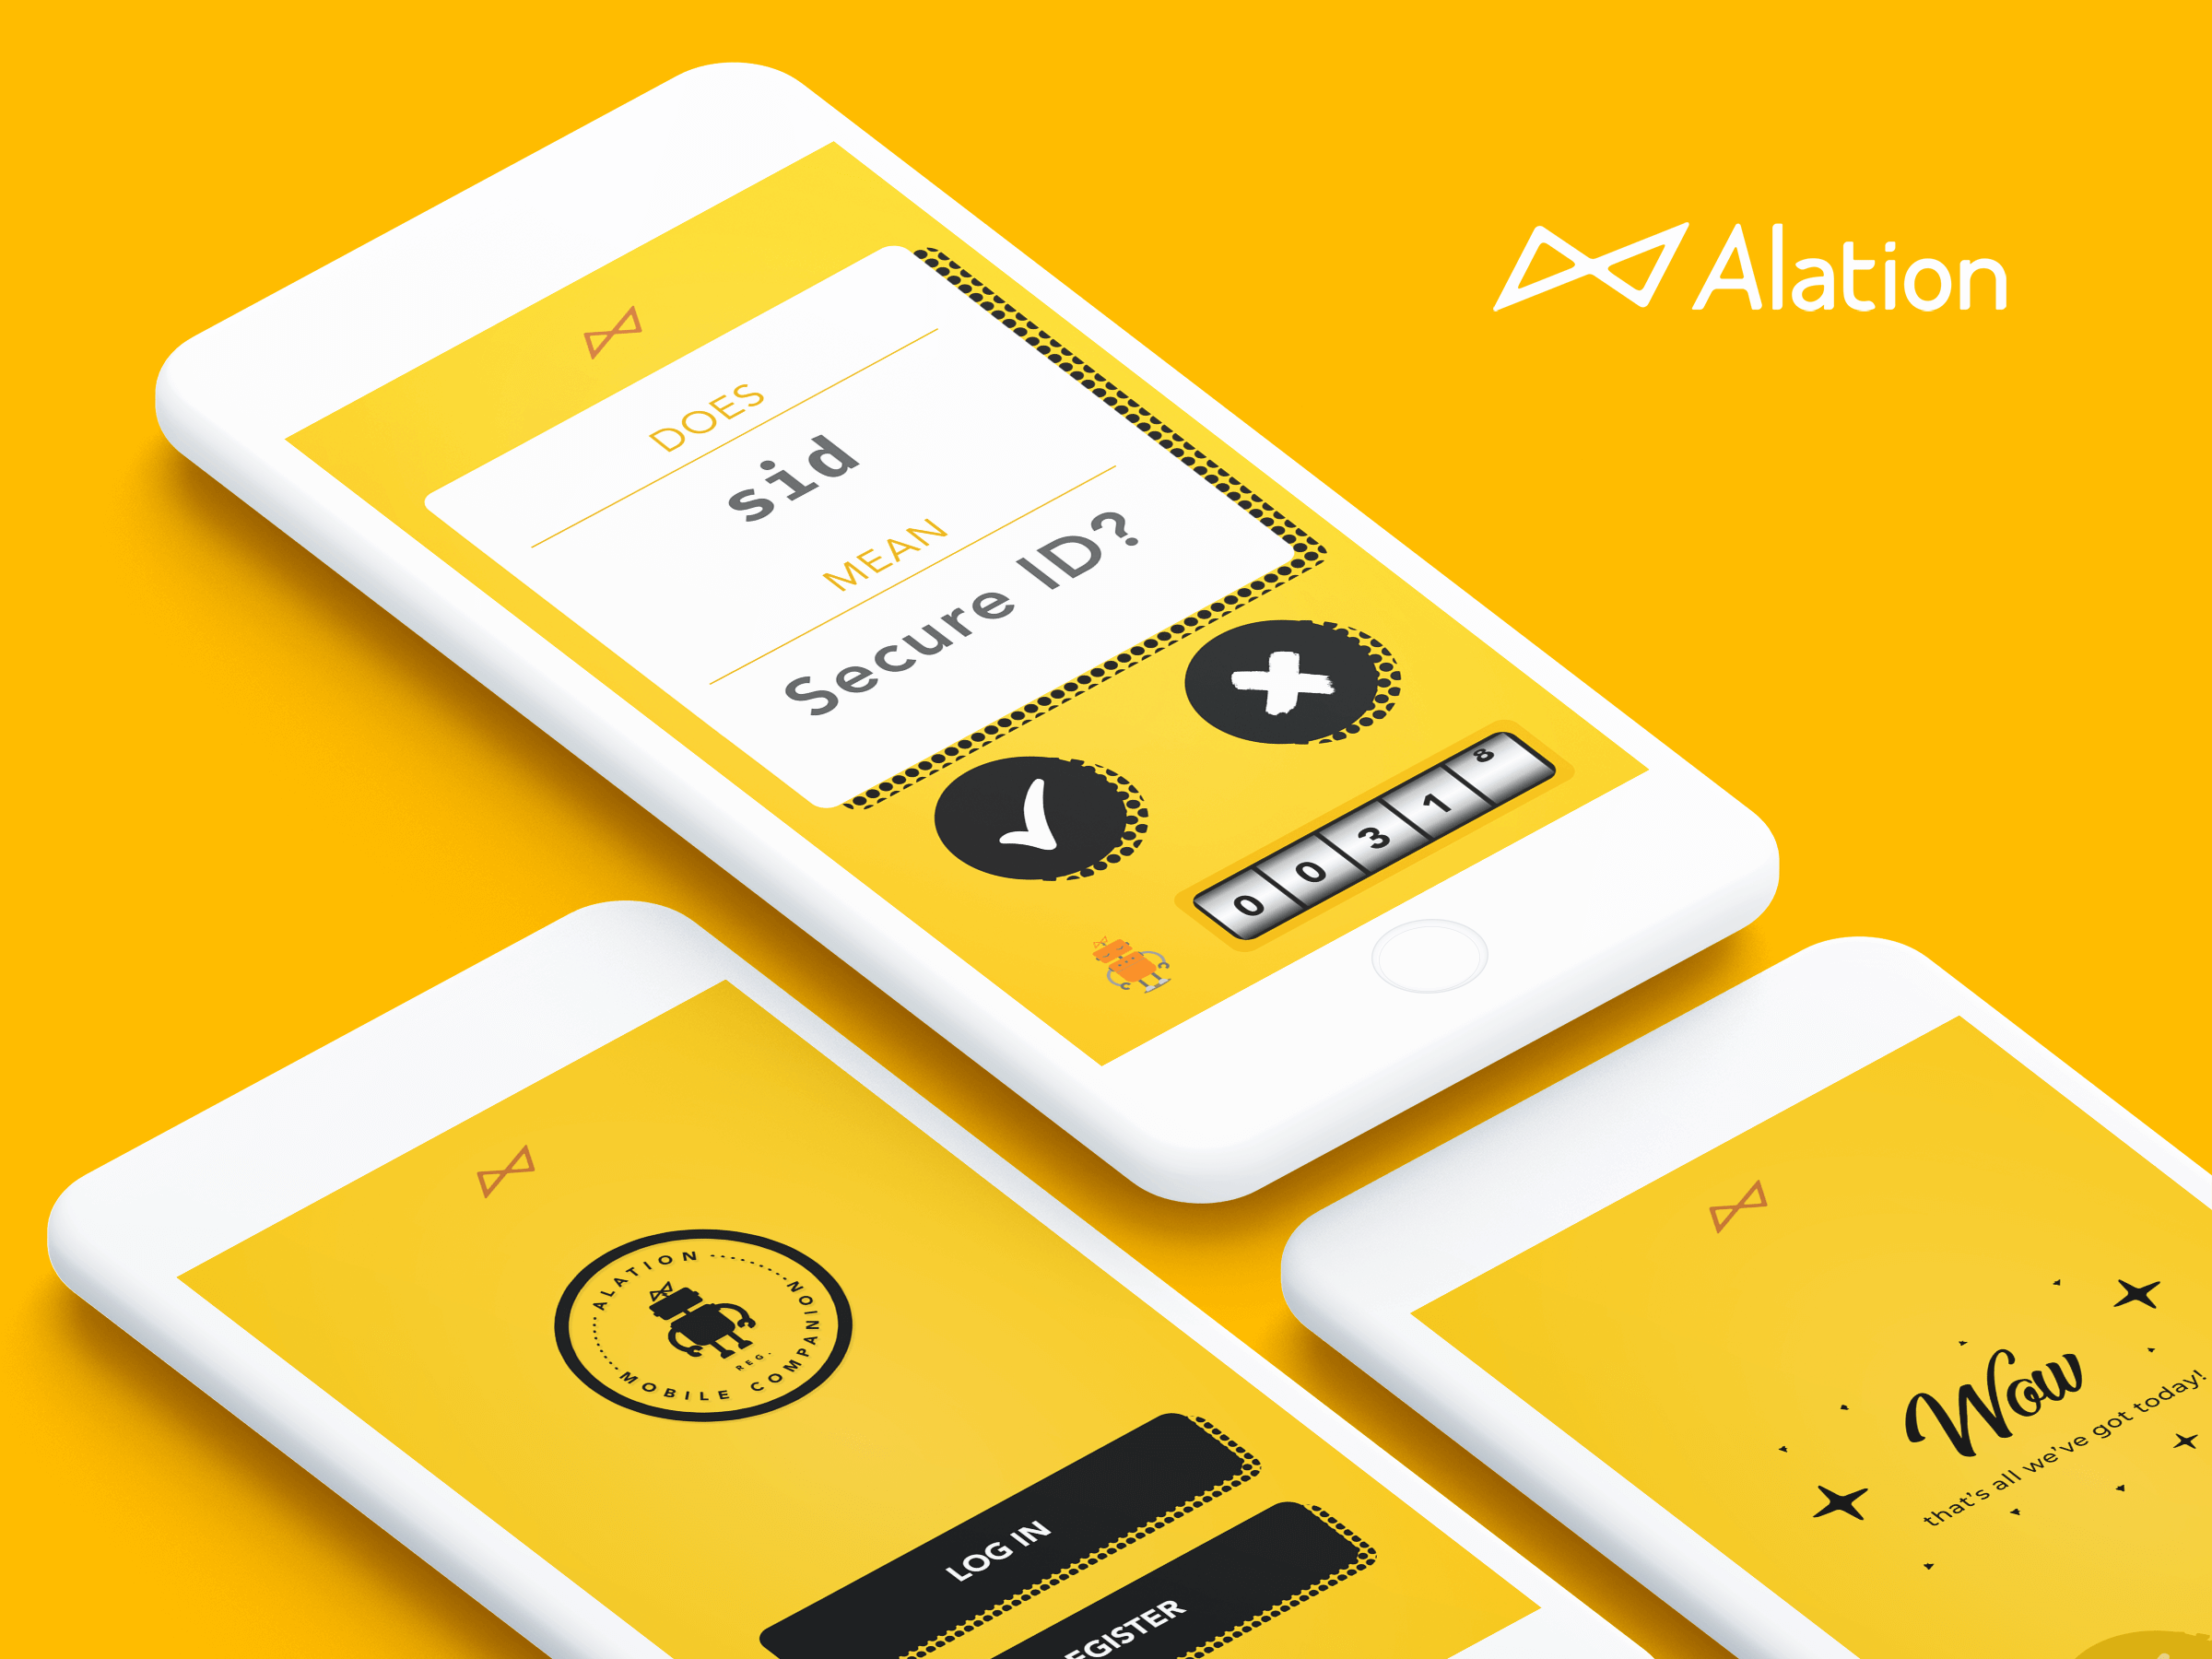 Alation
DOES
sid
MEAN
Secure ID?
0 0 3 1 8
ALATION
MOBILE COMPANION
REG.
LOG IN
EGISTER
Wow
that's all we've got today!